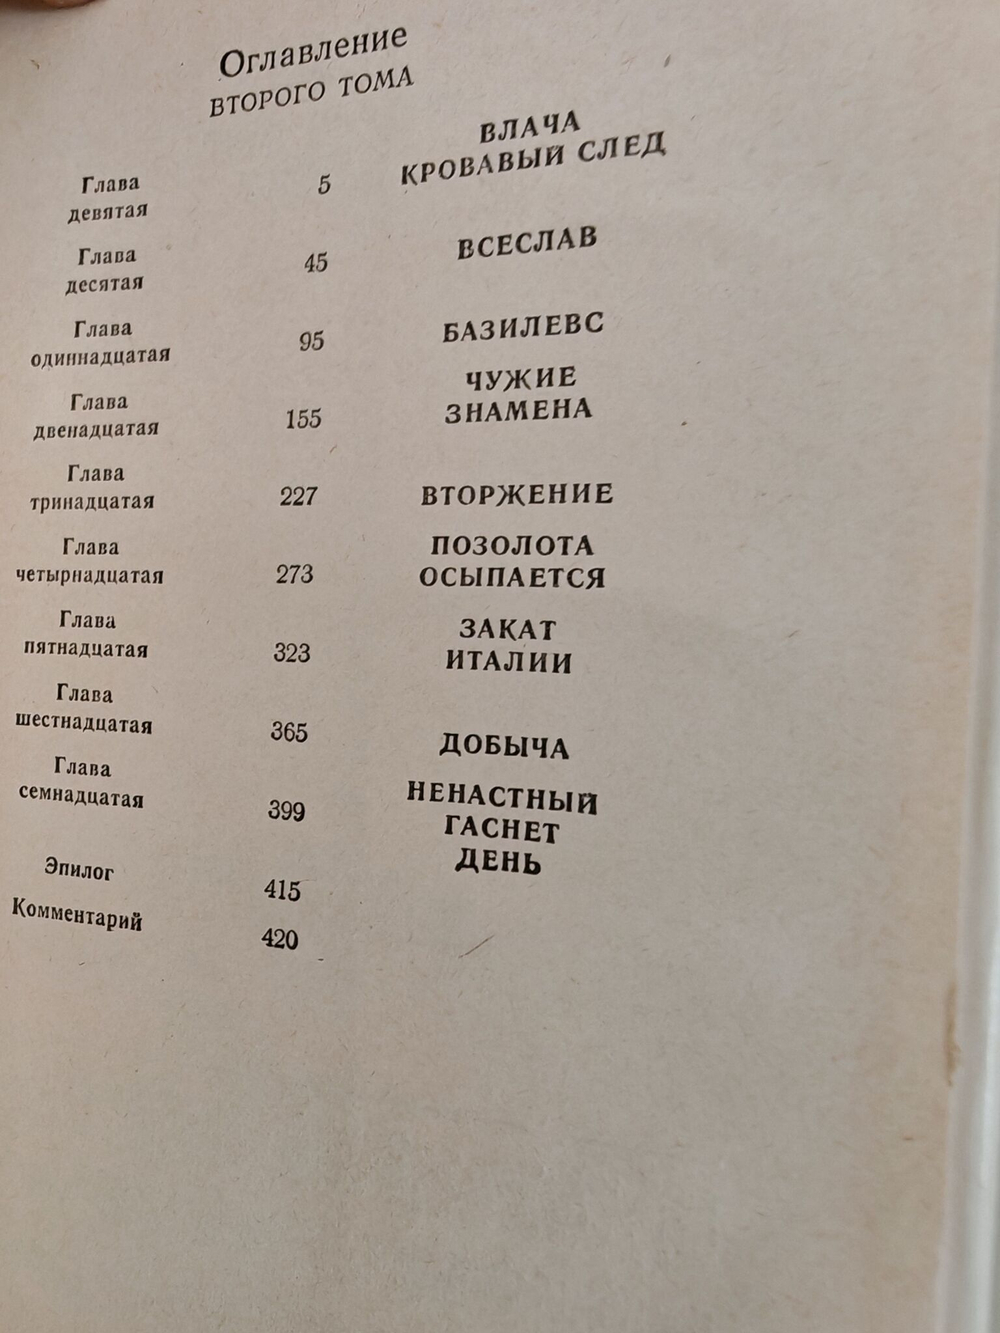 Оглавление
ВТОРОГО ТОМА
Глава
девятая
5
ВЛАЧА
КРОВАВЫЙ СЛЕД
Глава
десятая
45
ВСЕСЛАВ
Глава
одиннадцатая
95
БАЗИЛЕВС
Глава
двенадцатая
155
ЧУЖИЕ
ЗНАМЕНА
Глава
тринадцатая
227
ВТОРЖЕНИЕ
Глава
четырнадцатая
273
ПОЗОЛОТА
ОСЫПАЕТСЯ
Глава
пятнадцатая
323
ЗАКАТ
ИТАЛИИ
Глава
шестнадцатая
365
ДОБЫЧА
Глава
семнадцатая
399
НЕНАСТНЫЙ
ГАСНЕТ
ДЕНЬ
Эпилог
415
Комментарий
420